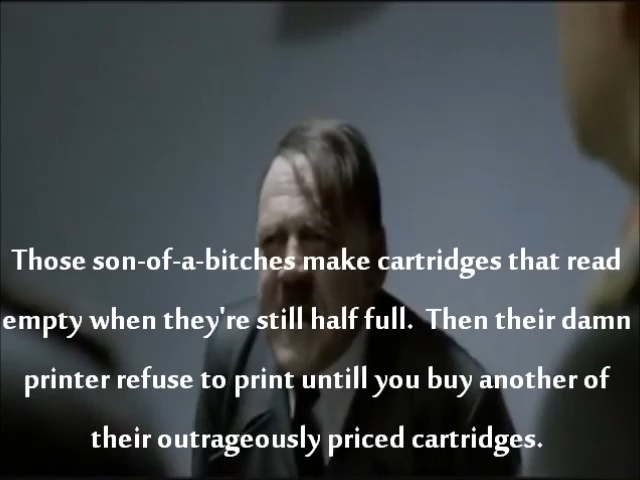 Those son-of-a-bitches make cartridges that read
empty when they're still half full.  Then their damn
printer refuse to print untill you buy another of
their outrageously priced cartridges.